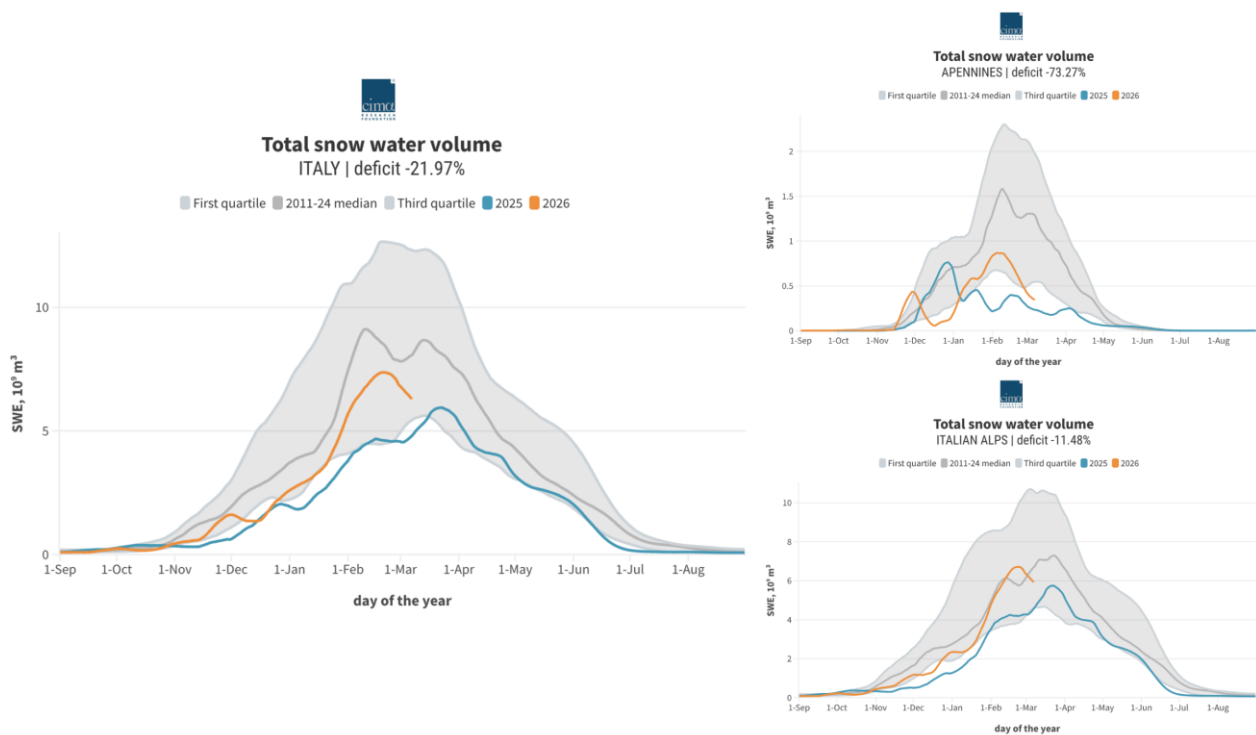 cima
RESEARCH
FOUNDATION
Total snow water volume
ITALY | deficit -21.97%
First quartile 2011-24 median Third quartile 2025 2026
SWE, 10⁹ m³
10
5
0
1-Sep 1-Oct 1-Nov 1-Dec 1-Jan 1-Feb 1-Mar 1-Apr 1-May 1-Jun 1-Jul 1-Aug
day of the year
cima
Total snow water volume
APENNINES | deficit -73.27%
First quartile 2011-24 median Third quartile 2025 2026
SWE, 10⁹ m³
2
1.5
1
0.5
0
1-Sep 1-Oct 1-Nov 1-Dec 1-Jan 1-Feb 1-Mar 1-Apr 1-May 1-Jun 1-Jul 1-Aug
day of the year
cima
Total snow water volume
ITALIAN ALPS | deficit -11.48%
First quartile 2011-24 median Third quartile 2025 2026
SWE, 10⁹ m³
10
8
6
4
2
0
1-Sep 1-Oct 1-Nov 1-Dec 1-Jan 1-Feb 1-Mar 1-Apr 1-May 1-Jun 1-Jul 1-Aug
day of the year